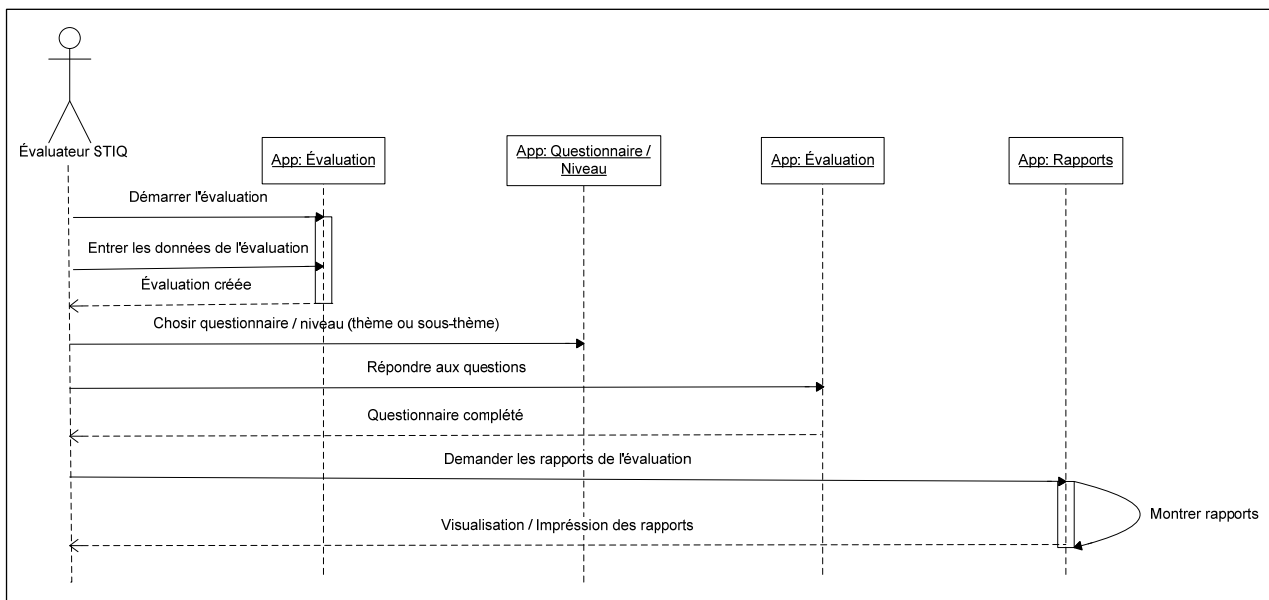 Évaluateur STIQ
App: Évaluation
App: Questionnaire /
Niveau
App: Évaluation
App: Rapports
Démarrer l'évaluation
Entrer les données de l'évaluation
Évaluation créée
Chosir questionnaire / niveau (thème ou sous-thème)
Répondre aux questions
Questionnaire complété
Demander les rapports de l'évaluation
Montrer rapports
Visualisation / Impréssion des rapports